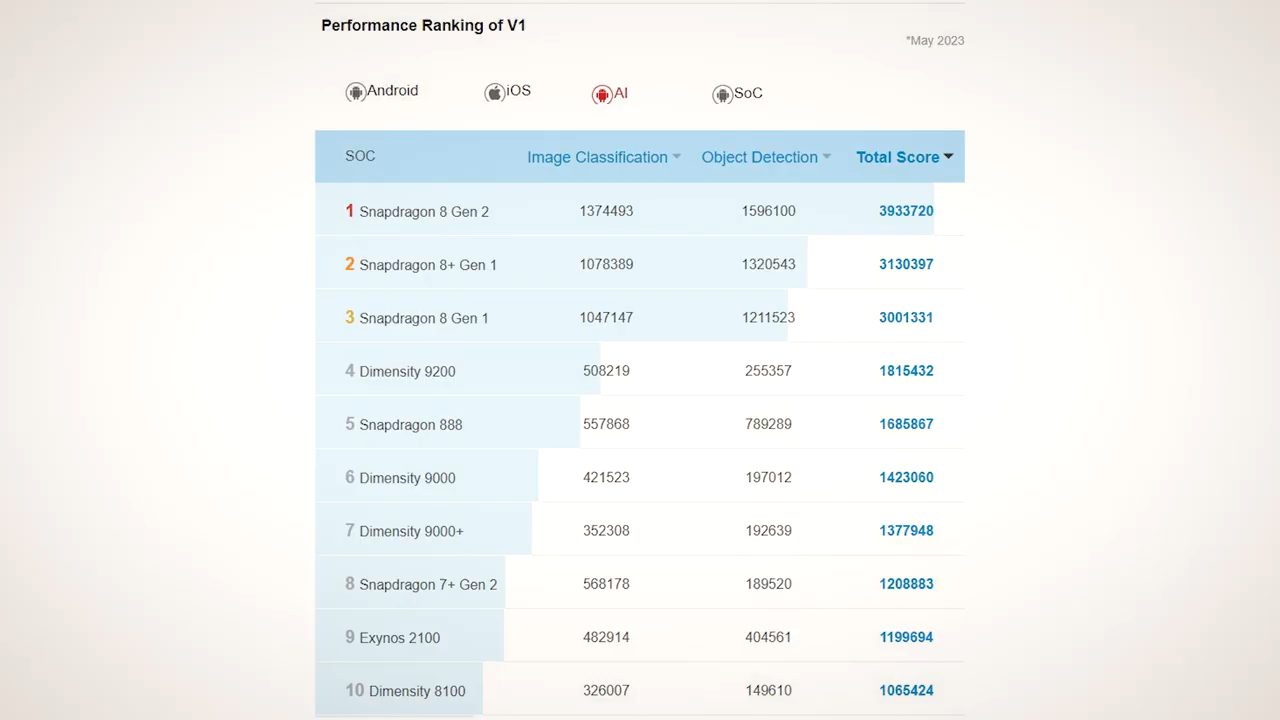 Performance Ranking of V1
*May 2023
Android iOS AI SoC
SOC Image Classification Object Detection Total Score
1 Snapdragon 8 Gen 2 1374493 1596100 3933720
2 Snapdragon 8+ Gen 1 1078389 1320543 3130397
3 Snapdragon 8 Gen 1 1047147 1211523 3001331
4 Dimensity 9200 508219 255357 1815432
5 Snapdragon 888 557868 789289 1685867
6 Dimensity 9000 421523 197012 1423060
7 Dimensity 9000+ 352308 192639 1377948
8 Snapdragon 7+ Gen 2 568178 189520 1208883
9 Exynos 2100 482914 404561 1199694
10 Dimensity 8100 326007 149610 1065424